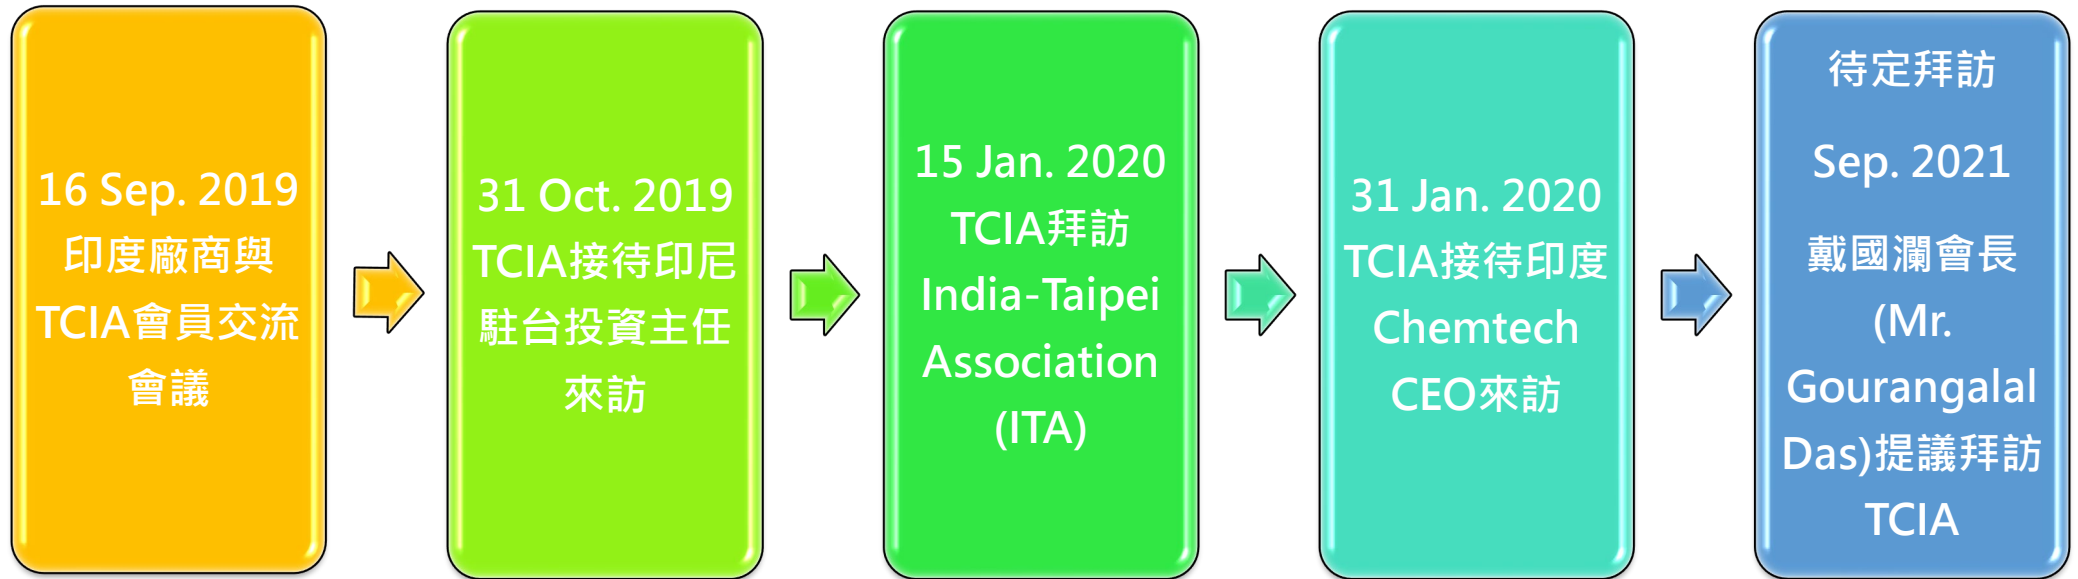 16 Sep. 2019
印度廠商與
TCIA會員交流
會議
31 Oct. 2019
TCIA接待印尼
駐台投資主任
來訪
15 Jan. 2020
TCIA拜訪
India-Taipei
Association
(ITA)
31 Jan. 2020
TCIA接待印度
Chemtech
CEO來訪
待定拜訪
Sep. 2021
戴國瀾會長
(Mr.
Gourangalal
Das)提議拜訪
TCIA